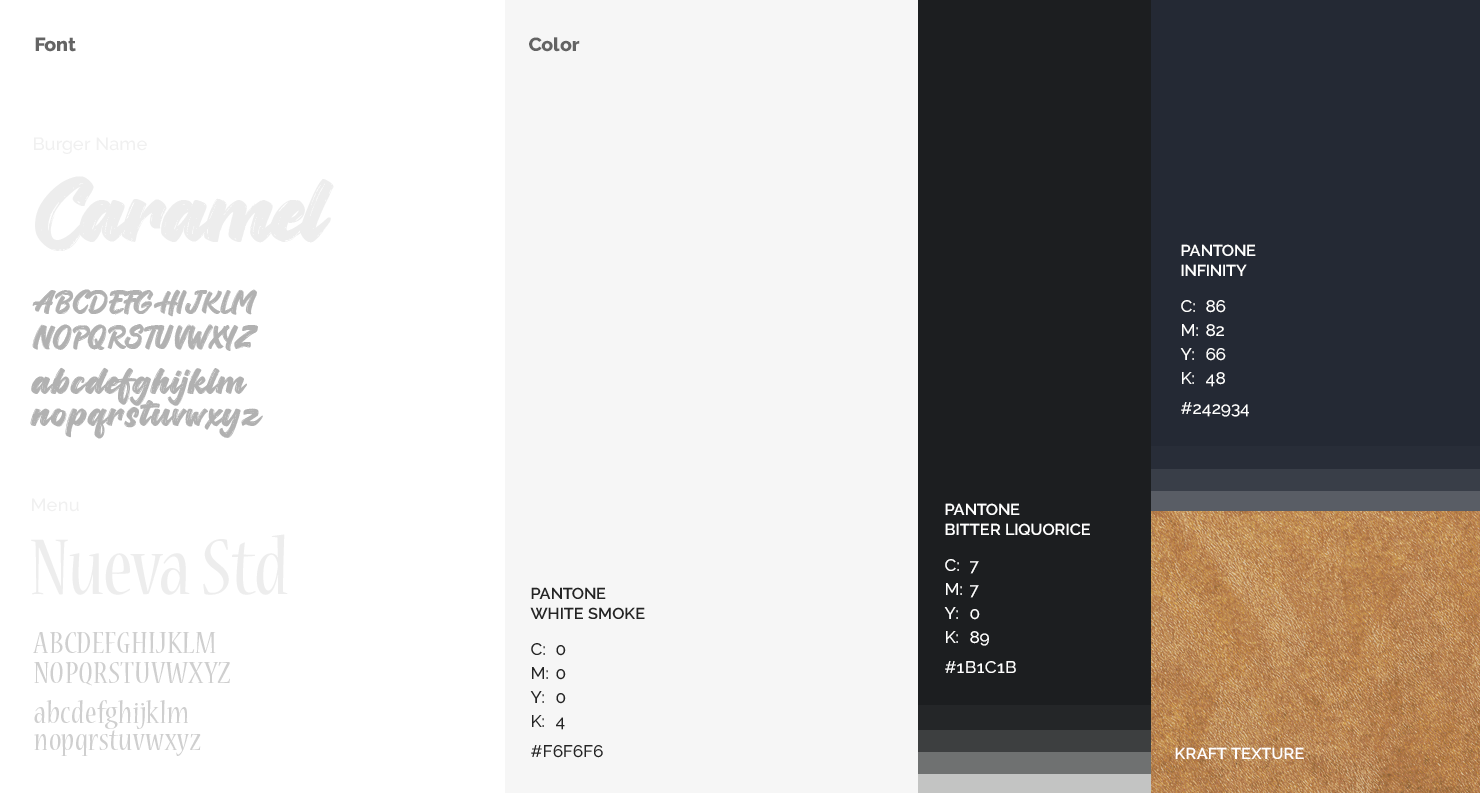 Font
Burger Name
Caramel
ABCDEFGHIJKLM
NOPQRSTUVWXYZ
abcdefghijklm
nopqrstuvwxyz
Menu
Nueva Std
ABCDEFGHIJKLM
NOPQRSTUVWXYZ
abcdefghijklm
nopqrstuvwxyz
Color
PANTONE
WHITE SMOKE
C: 0
M: 0
Y: 0
K: 4
#F6F6F6
PANTONE
BITTER LIQUORICE
C: 7
M: 7
Y: 0
K: 89
#1B1C1B
PANTONE
INFINITY
C: 86
M: 82
Y: 66
K: 48
#242934
KRAFT TEXTURE